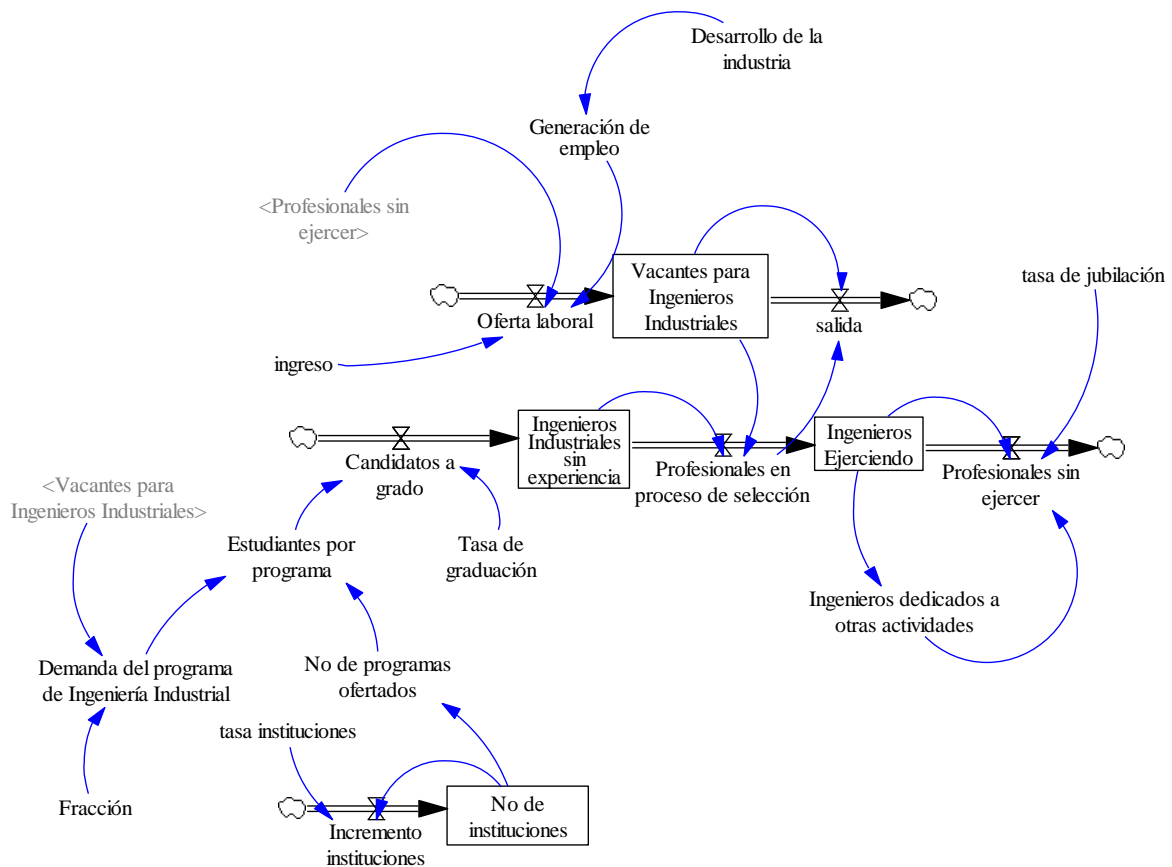 Desarrollo de la
industria
Generación de
empleo
<Profesionales sin
ejercer>
Vacantes para
Ingenieros
Industriales
tasa de jubilación
Oferta laboral
salida
ingreso
Ingenieros
Industriales
sin
experiencia
Ingenieros
Ejerciendo
Candidatos a
grado
Profesionales en
proceso de selección
Profesionales sin
ejercer
<Vacantes para
Ingenieros Industriales>
Estudiantes por
programa
Tasa de
graduación
Ingenieros dedicados a
otras actividades
Demanda del programa
de Ingeniería Industrial
No de programas
ofertados
tasa instituciones
Fracción
No de
instituciones
Incremento
instituciones